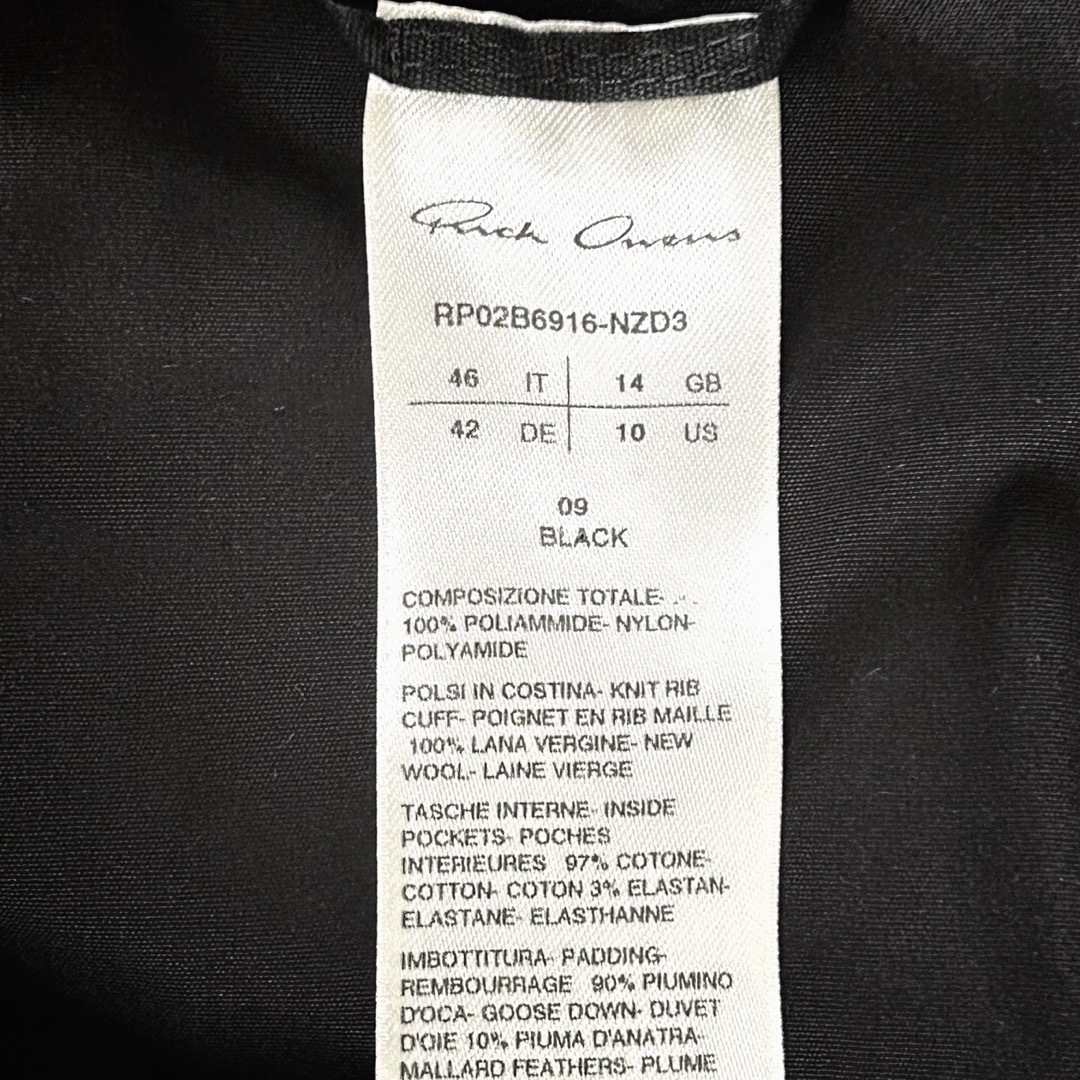 Rick Owens
RP02B6916-NZD3
46 IT 14 GB
42 DE 10 US
09
BLACK
COMPOSIZIONE TOTALE-
100% POLIAMMIDE- NYLON-
POLYAMIDE
POLSI IN COSTINA- KNIT RIB
CUFF- POIGNET EN RIB MAILLE
100% LANA VERGINE- NEW
WOOL- LAINE VIERGE
TASCHE INTERNE- INSIDE
POCKETS- POCHES
INTERIEURES 97% COTONE-
COTTON- COTON 3% ELASTAN-
ELASTANE- ELASTHANNE
IMBOTTITURA- PADDING-
REMBOURRAGE 90% PIUMINO
D'OCA- GOOSE DOWN- DUVET
D'OIE 10% PIUMA D'ANATRA-
MALLARD FEATHERS- PLUME